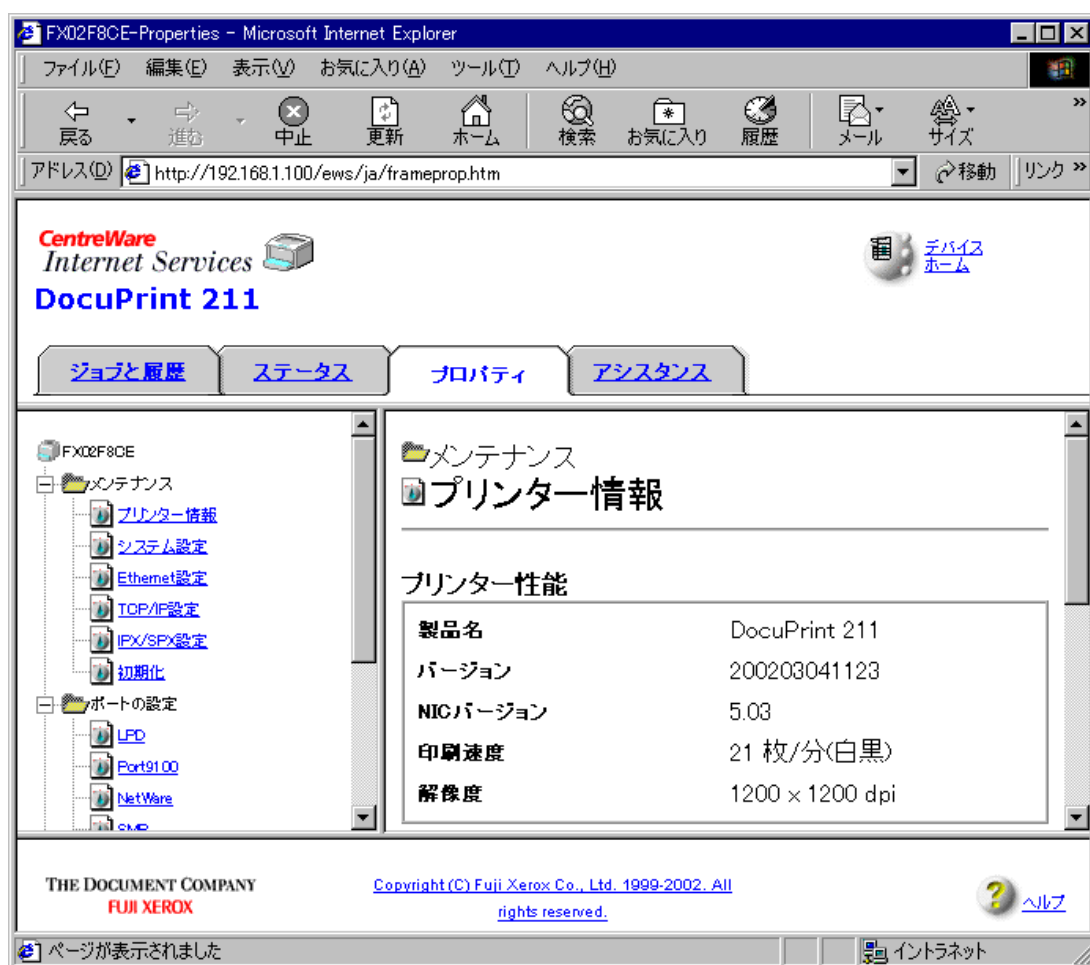 FX02F8CE-Properties - Microsoft Internet Explorer
ファイル(F) 編集(E) 表示(V) お気に入り(A) ツール(T) ヘルプ(H)
戻る 進む 中止 更新 ホーム 検索 お気に入り 履歴 メール サイズ »
アドレス(D) http://192.168.1.100/ews/ja/frameprop.htm 移動 リンク »
CentreWare
Internet Services
DocuPrint 211
デバイス
ホーム
ジョブと履歴 ステータス プロパティ アシスタンス
FX02F8CE
メンテナンス
プリンター情報
システム設定
Ethernet設定
TCP/IP設定
IPX/SPX設定
初期化
ポートの設定
LPD
Port9100
NetWare
SMB
メンテナンス
プリンター情報
プリンター性能
製品名 DocuPrint 211
バージョン 200203041123
NICバージョン 5.03
印刷速度 21 枚/分(白黒)
解像度 1200 × 1200 dpi
THE DOCUMENT COMPANY
FUJI XEROX
Copyright (C) Fuji Xerox Co., Ltd. 1999-2002. All
rights reserved.
ヘルプ
ページが表示されました イントラネット